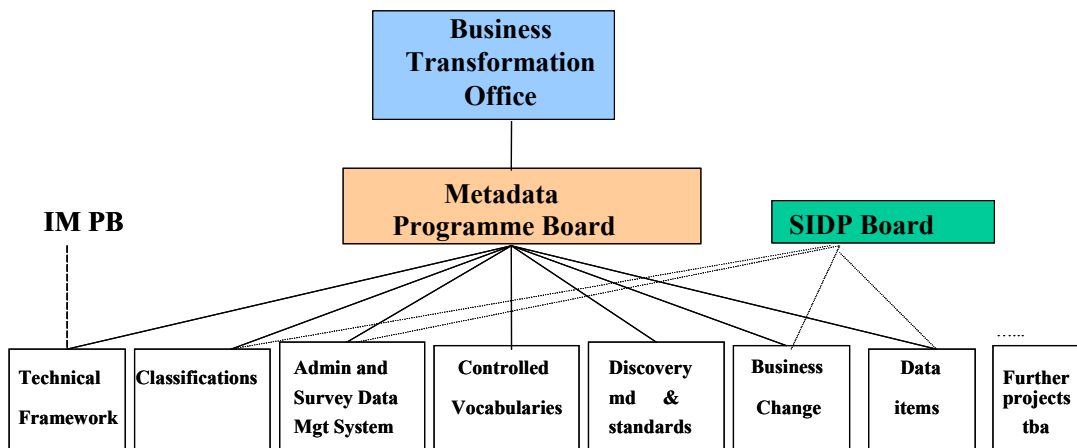 Business
Transformation
Office
Metadata
Programme Board
IM PB
SIDP Board
Technical
Framework
Classifications
Admin and
Survey Data
Mgt System
Controlled
Vocabularies
Discovery
md & 
standards
Business
Change
Data
items
......
Further
projects
tba